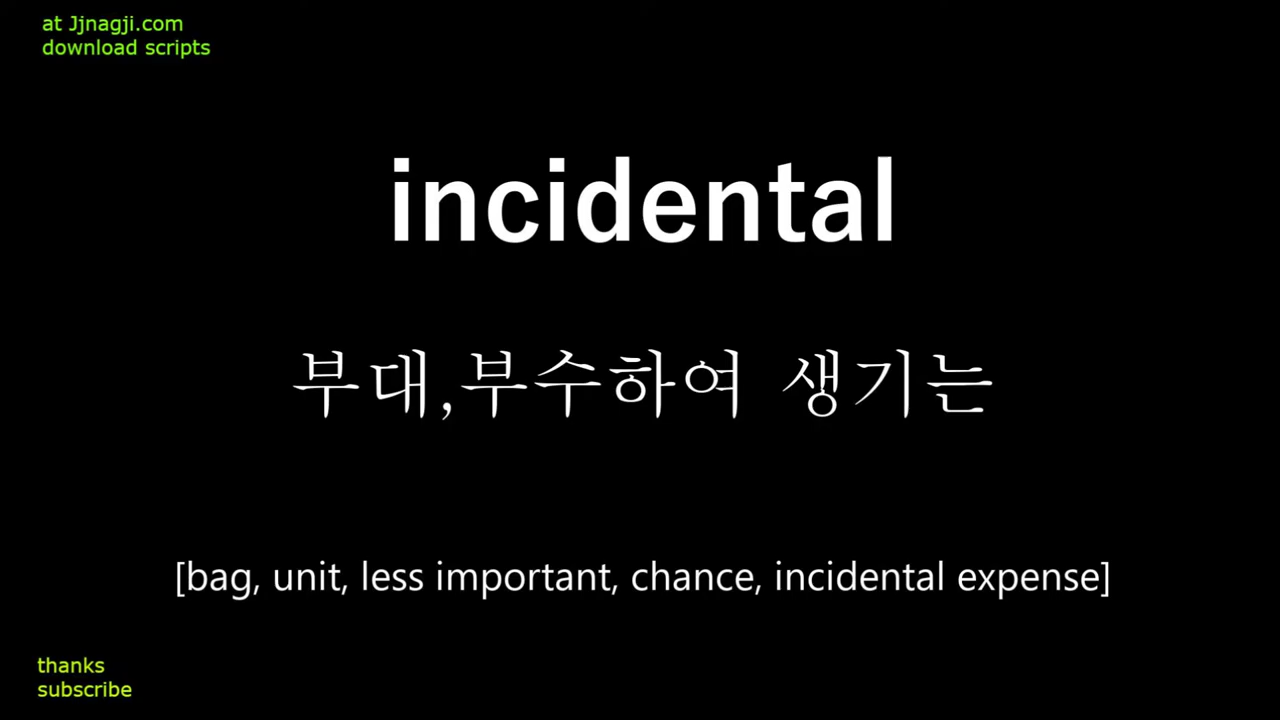 at Jjnagji.com
download scripts
incidental
부대,부수하여 생기는
[bag, unit, less important, chance, incidental expense]
thanks
subscribe